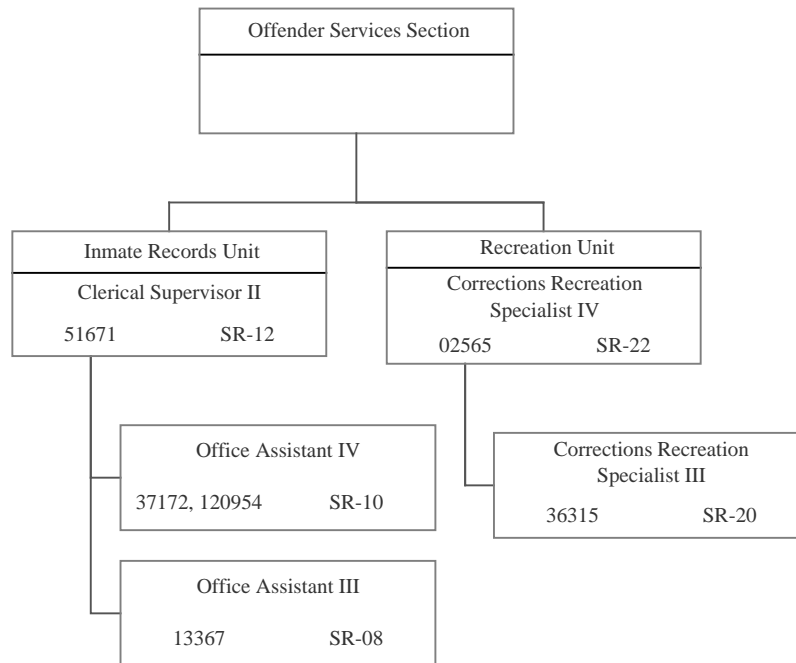 Offender Services Section
Inmate Records Unit
Clerical Supervisor II
51671 SR-12
Recreation Unit
Corrections Recreation
Specialist IV
02565 SR-22
Office Assistant IV
37172, 120954 SR-10
Corrections Recreation
Specialist III
36315 SR-20
Office Assistant III
13367 SR-08